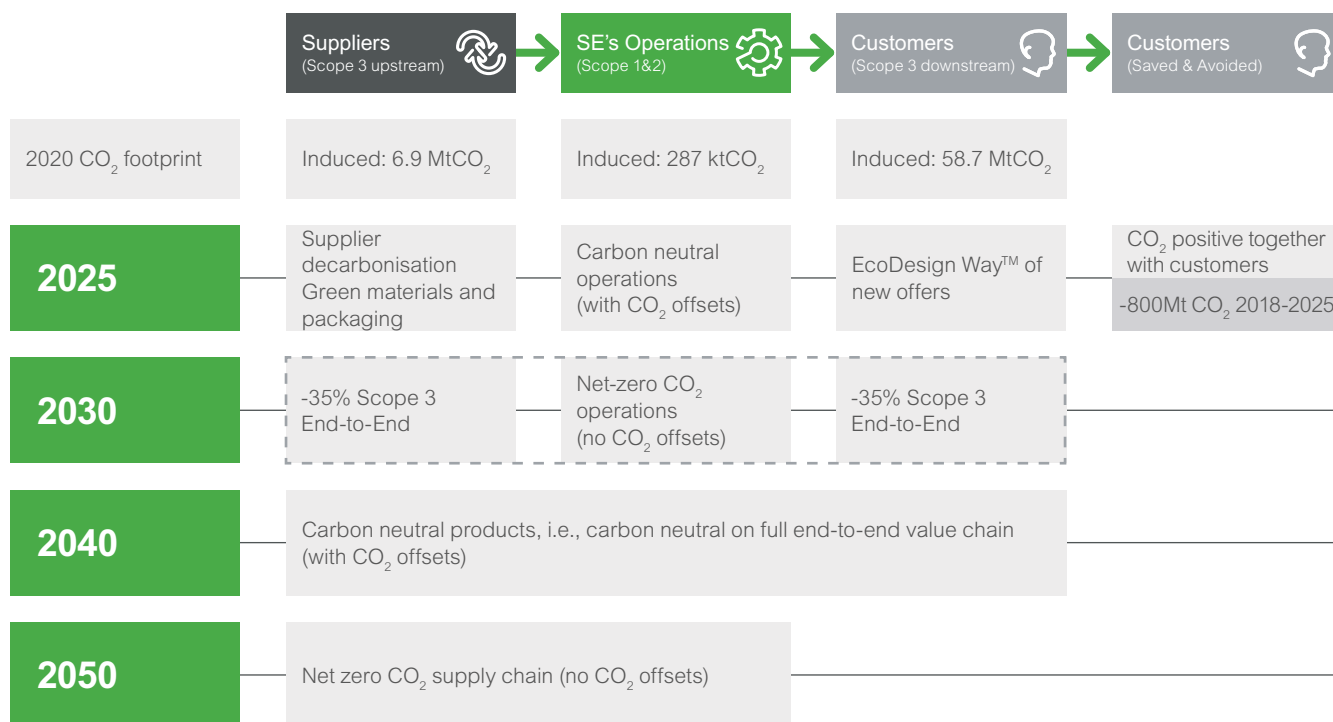 Suppliers
(Scope 3 upstream)
SE's Operations
(Scope 1&2)
Customers
(Scope 3 downstream)
Customers
(Saved & Avoided)
2020 CO₂ footprint
Induced: 6.9 MtCO₂
Induced: 287 ktCO₂
Induced: 58.7 MtCO₂
2025
Supplier
decarbonisation
Green materials and
packaging
Carbon neutral
operations
(with CO₂ offsets)
EcoDesign Way™ of
new offers
CO₂ positive together
with customers
-800Mt CO₂ 2018-2025
2030
-35% Scope 3
End-to-End
Net-zero CO₂
operations
(no CO₂ offsets)
-35% Scope 3
End-to-End
2040
Carbon neutral products, i.e., carbon neutral on full end-to-end value chain
(with CO₂ offsets)
2050
Net zero CO₂ supply chain (no CO₂ offsets)